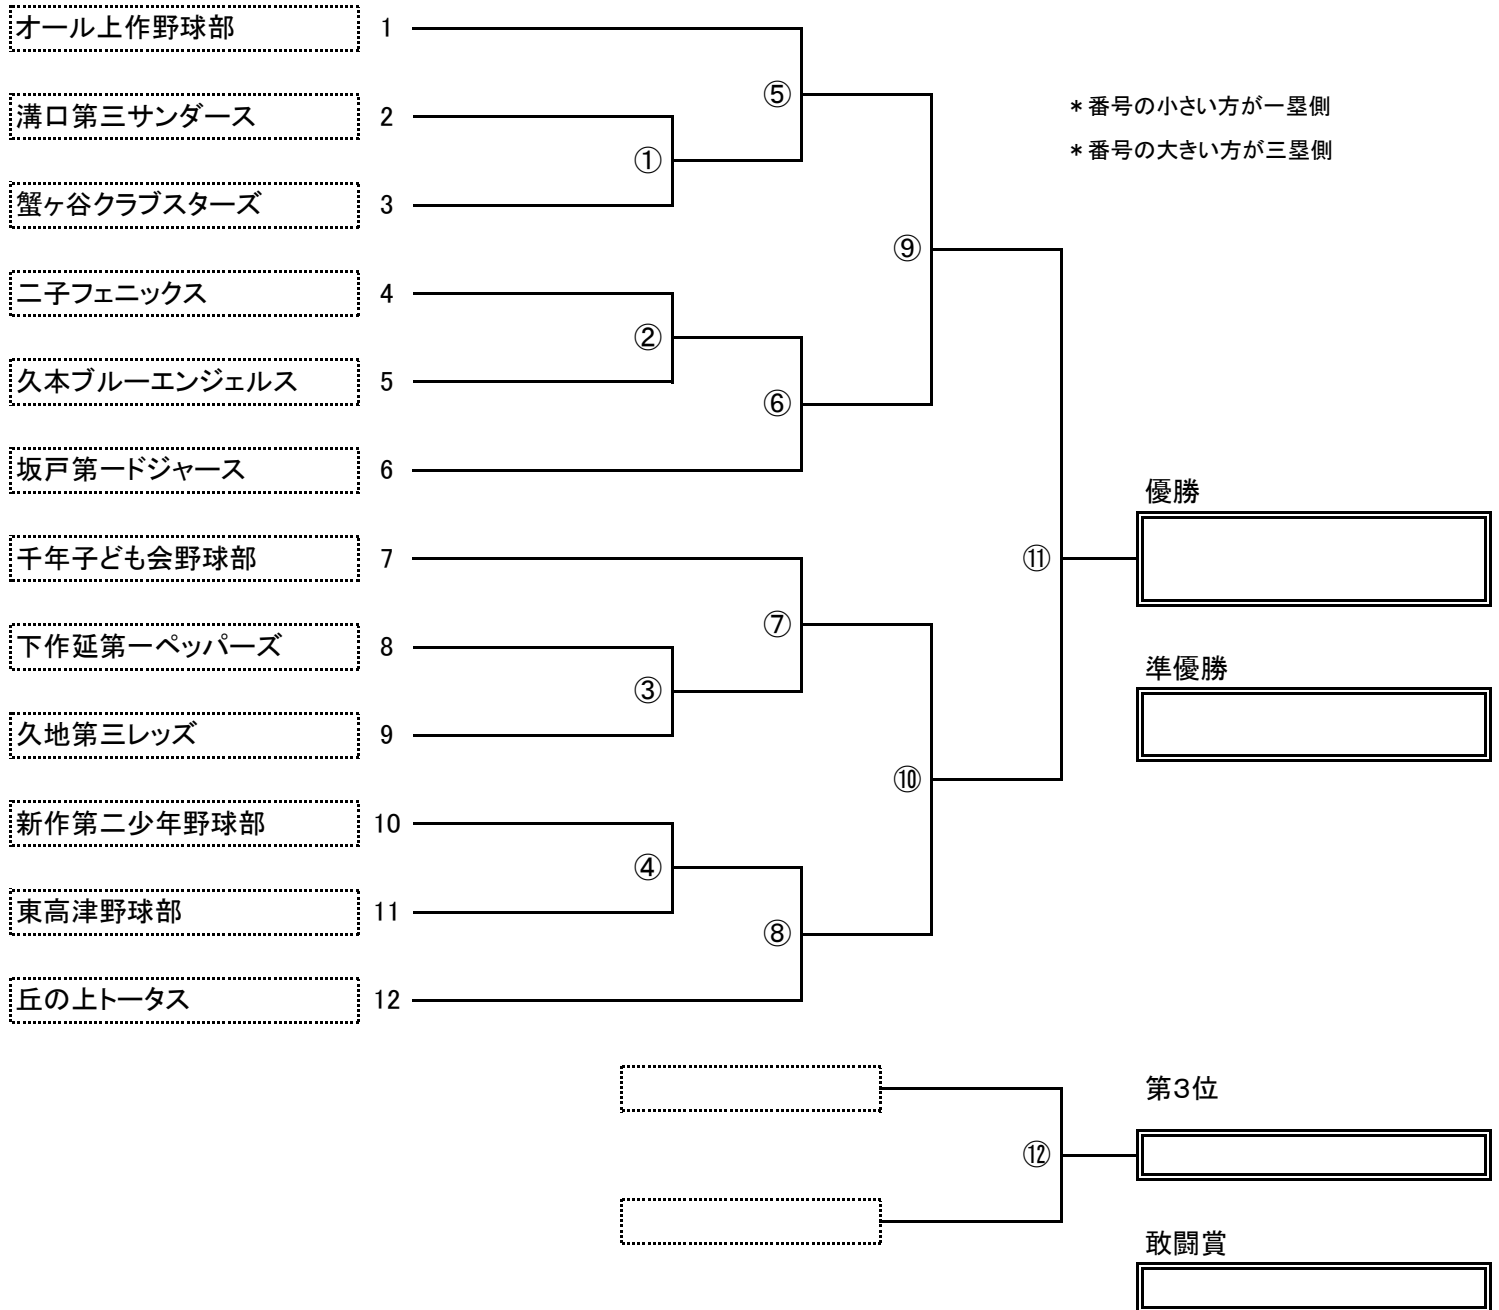 オール上作野球部 1
⑤
溝口第三サンダース 2
＊番号の小さい方が一塁側
＊番号の大きい方が三塁側
①
蟹ヶ谷クラブスターズ 3
⑨
二子フェニックス 4
②
久本ブルーエンジェルス 5
⑥
坂戸第一ドジャース 6
優勝
千年子ども会野球部 7
⑪
⑦
下作延第一ペッパーズ 8
準優勝
③
久地第三レッズ 9
⑩
新作第二少年野球部 10
④
東高津野球部 11
⑧
丘の上トータス 12
第3位
⑫
敢闘賞